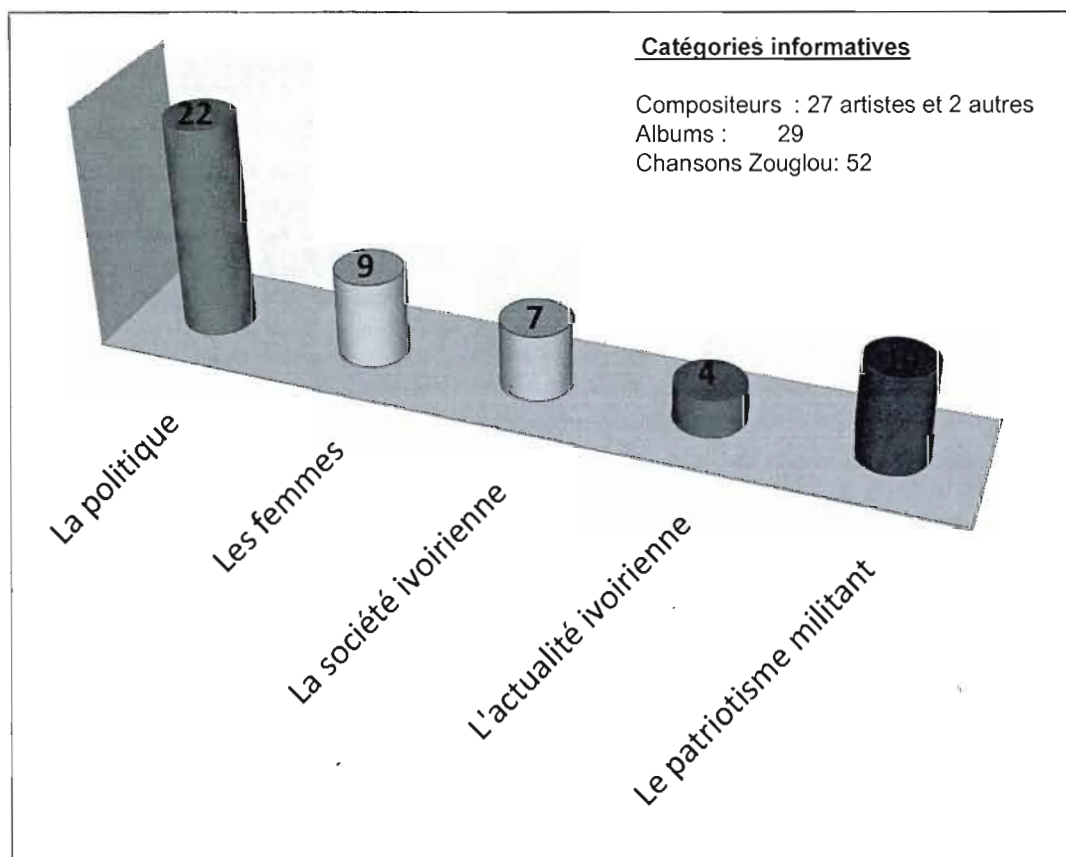 Catégories informatives
Compositeurs : 27 artistes et 2 autres
Albums : 29
Chansons Zouglou: 52
22
9
7
4
La politique
Les femmes
La société ivoirienne
L'actualité ivoirienne
Le patriotisme militant